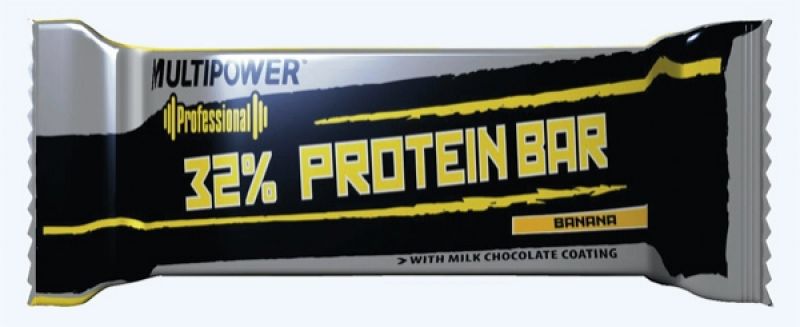 MULTIPOWER
Professional
32% PROTEIN BAR
BANANA
> WITH MILK CHOCOLATE COATING